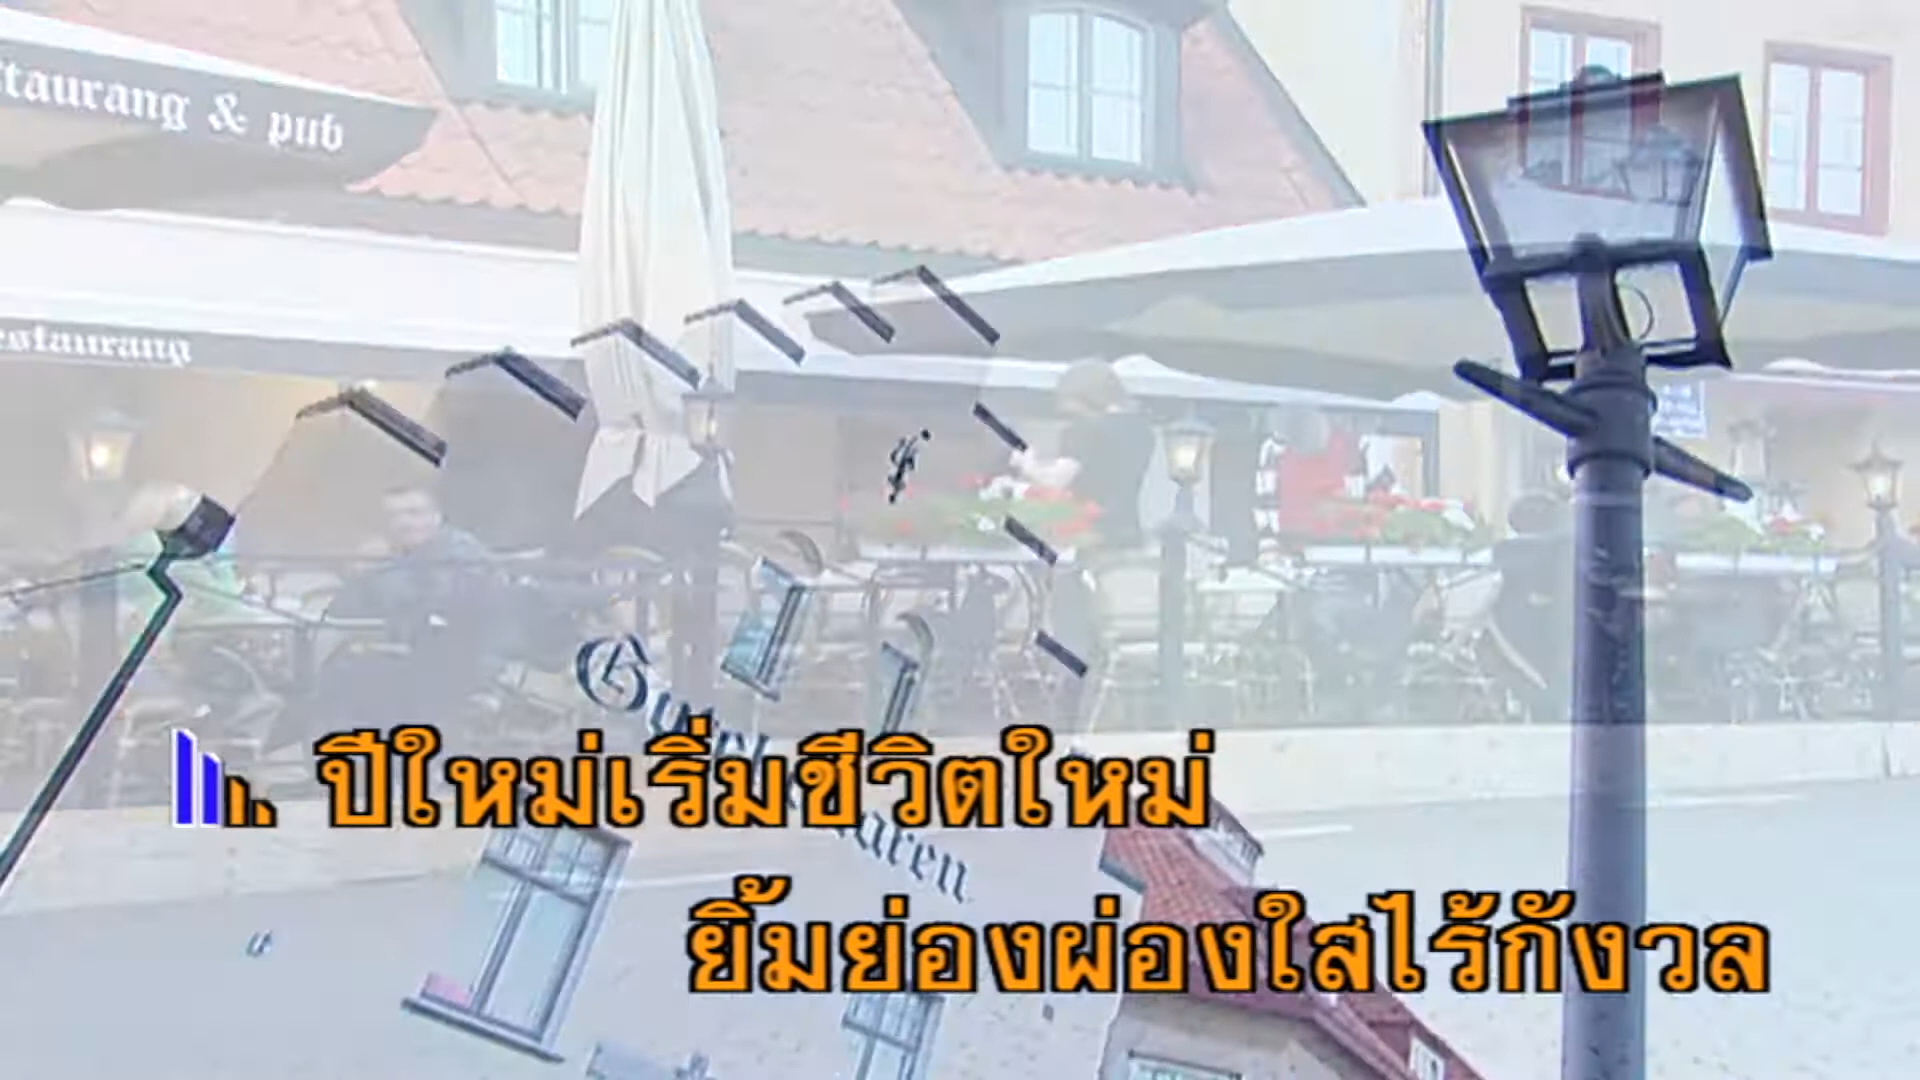 taurang & pub
estaurang
ปีใหม่เริ่มชีวิตใหม่
ยิ้มย่องผ่องใสไร้กังวล